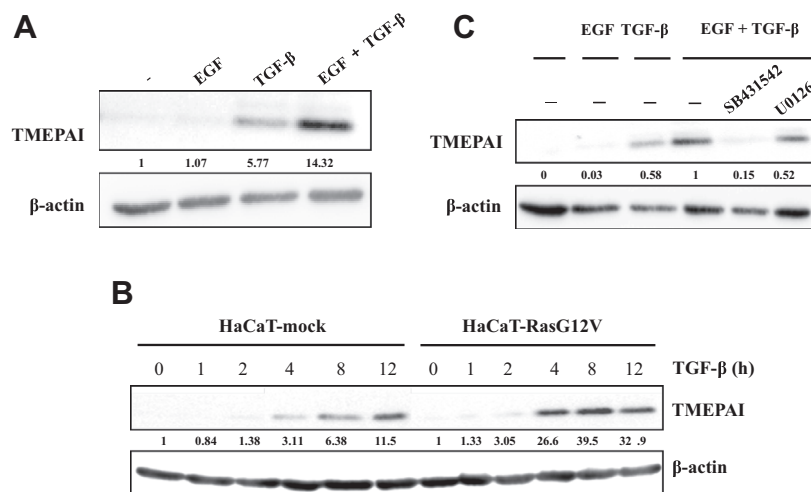 A
- EGF TGF-β EGF + TGF-β
TMEPAI
1 1.07 5.77 14.32
β-actin
C
EGF TGF-β EGF + TGF-β
– – – – SB431542 U0126
TMEPAI
0 0.03 0.58 1 0.15 0.52
β-actin
B
HaCaT-mock HaCaT-RasG12V
0 1 2 4 8 12 0 1 2 4 8 12 TGF-β (h)
TMEPAI
1 0.84 1.38 3.11 6.38 11.5 1 1.33 3.05 26.6 39.5 32 .9
β-actin